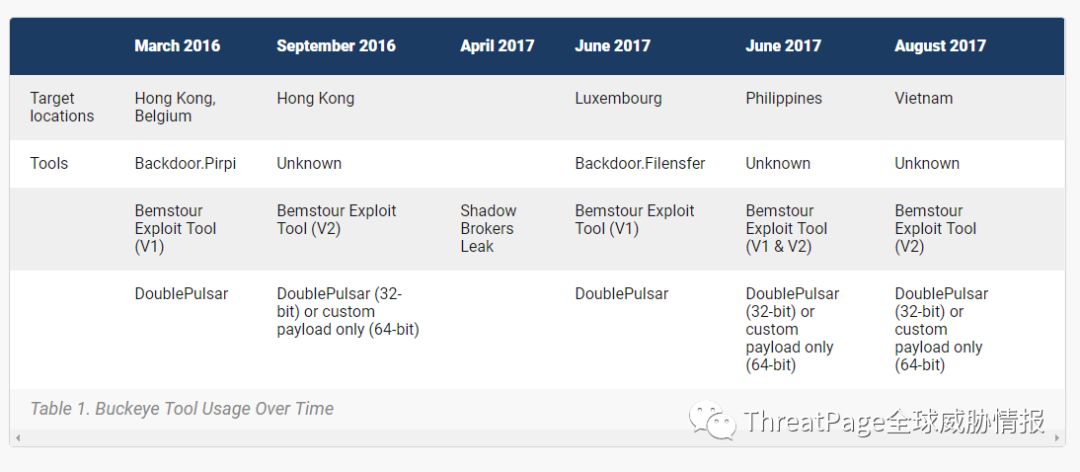 March 2016 September 2016 April 2017 June 2017 June 2017 August 2017
Target locations Hong Kong, Belgium Hong Kong Luxembourg Philippines Vietnam
Tools Backdoor.Pirpi Unknown Backdoor.Filensfer Unknown Unknown
Bemstour Exploit Tool (V1) Bemstour Exploit Tool (V2) Shadow Brokers Leak Bemstour Exploit Tool (V1) Bemstour Exploit Tool (V1 & V2) Bemstour Exploit Tool (V2)
DoublePulsar DoublePulsar (32-bit) or custom payload only (64-bit) DoublePulsar DoublePulsar (32-bit) or custom payload only (64-bit) DoublePulsar (32-bit) or custom payload only (64-bit)
Table 1. Buckeye Tool Usage Over Time
ThreatPage全球威胁情报